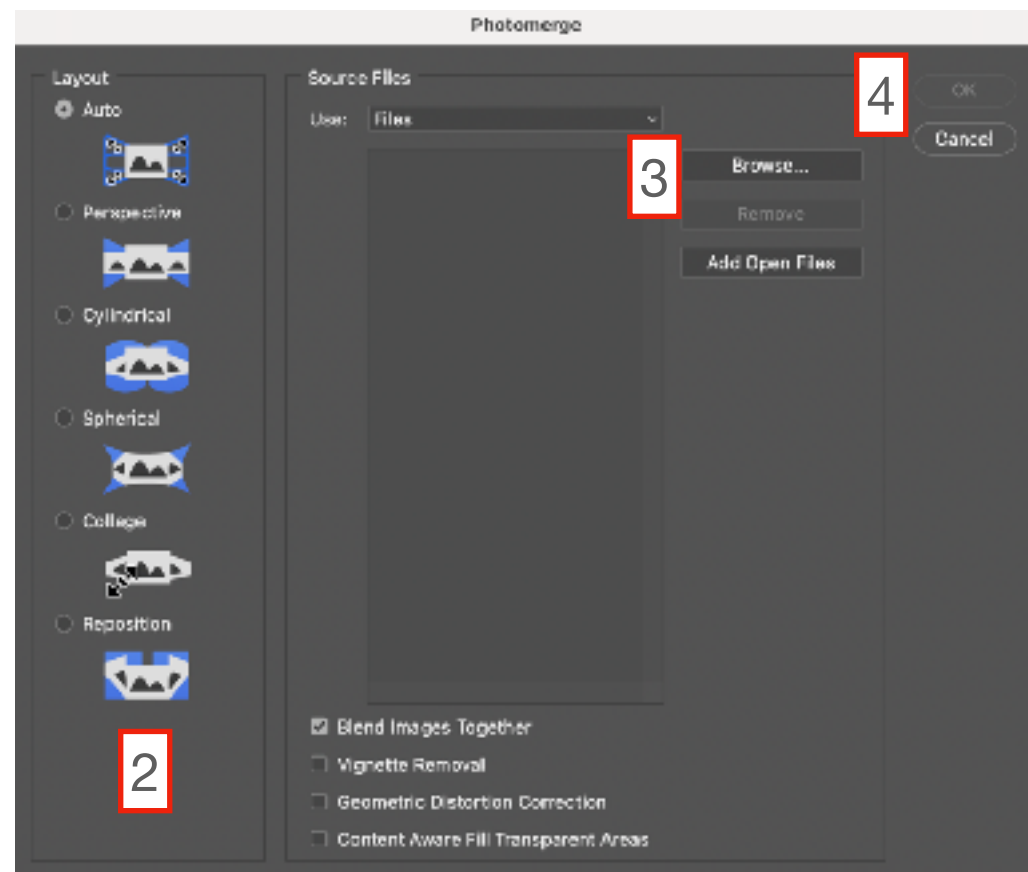 Photomerge
Layout
Auto
Perspective
Cylindrical
Spherical
Collage
Reposition
2
Source Files
Use: Files
3
Browse...
Remove
Add Open Files
Blend Images Together
Vignette Removal
Geometric Distortion Correction
Content Aware Fill Transparent Areas
4
OK
Cancel